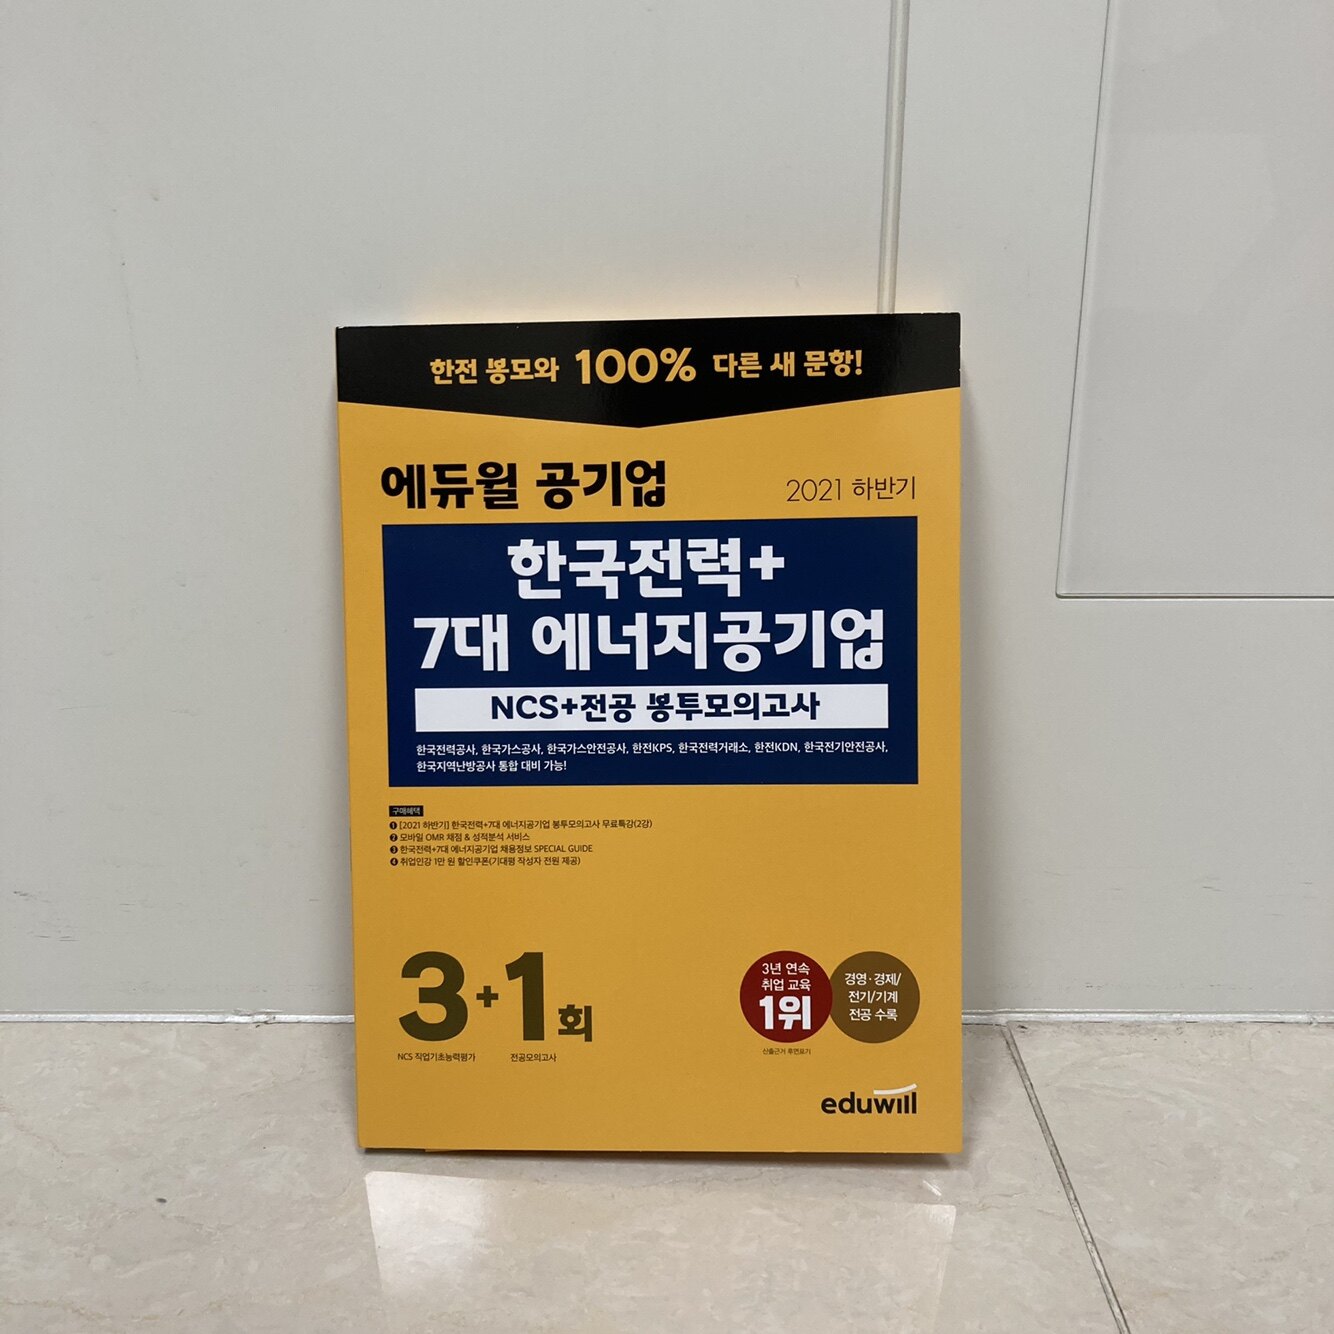 한전 봉모와 100% 다른 새 문항!
에듀윌 공기업
2021 하반기
한국전력+
7대 에너지공기업
NCS+전공 봉투모의고사
한국전력공사, 한국가스공사, 한국가스안전공사, 한전KPS, 한국전력거래소, 한전KDN, 한국전기안전공사,
한국지역난방공사 통합 대비 가능!
구매혜택
❶ [2021 하반기] 한국전력+7대 에너지공기업 봉투모의고사 무료특강(2강)
❷ 모바일 OMR 채점 & 성적분석 서비스
❸ 한국전력+7대 에너지공기업 채용정보 SPECIAL GUIDE
❹ 취업인강 1만 원 할인쿠폰(기대평 작성자 전원 제공)
3+1회
NCS 직업기초능력평가
전공모의고사
3년 연속
취업 교육
1위
산출근거 후면표기
경영·경제/
전기/기계
전공 수록
eduwill